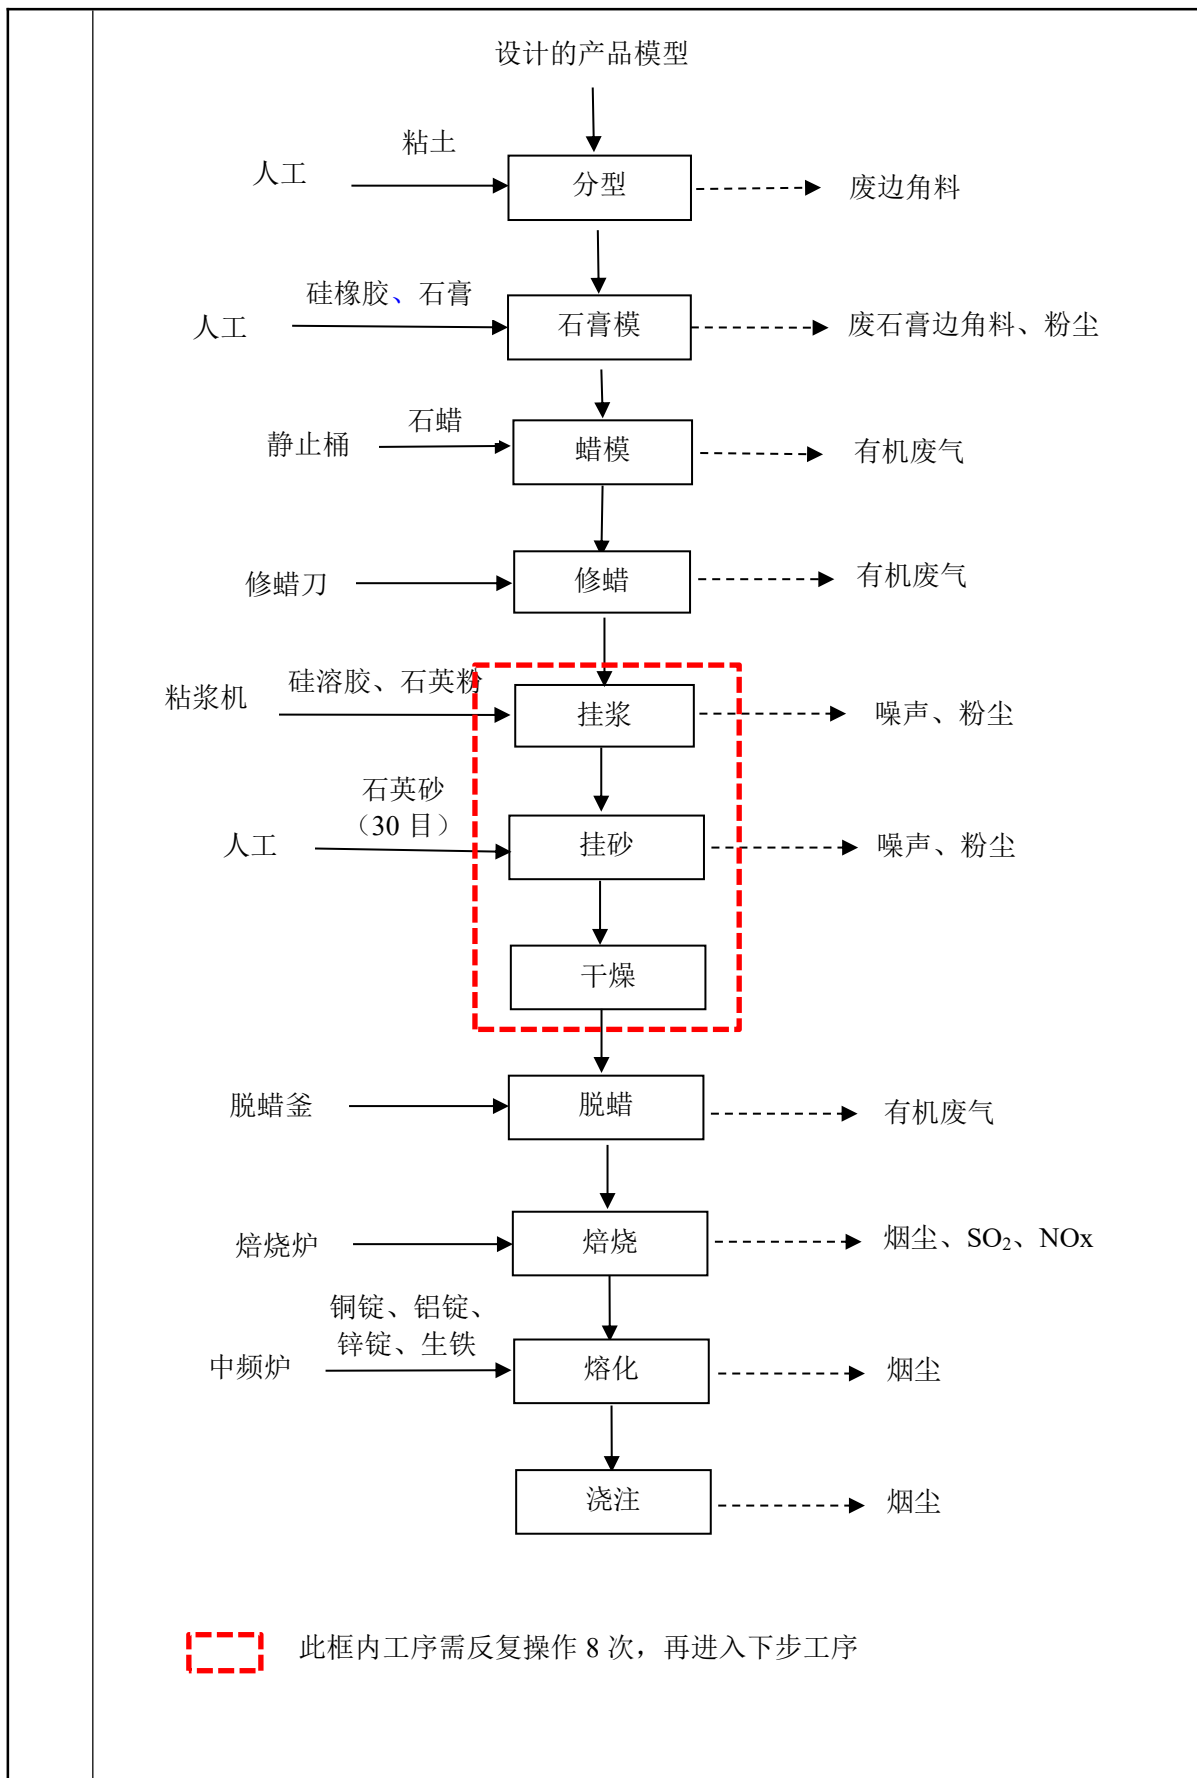 设计的产品模型
粘土
人工
分型
废边角料
硅橡胶、石膏
人工
石膏模
废石膏边角料、粉尘
石蜡
静止桶
蜡模
有机废气
修蜡刀
修蜡
有机废气
硅溶胶、石英粉
粘浆机
挂浆
噪声、粉尘
石英砂
（30 目）
人工
挂砂
噪声、粉尘
干燥
脱蜡釜
脱蜡
有机废气
焙烧炉
焙烧
烟尘、SO₂、NOx
铜锭、铝锭、
锌锭、生铁
中频炉
熔化
烟尘
浇注
烟尘
此框内工序需反复操作 8 次，再进入下步工序